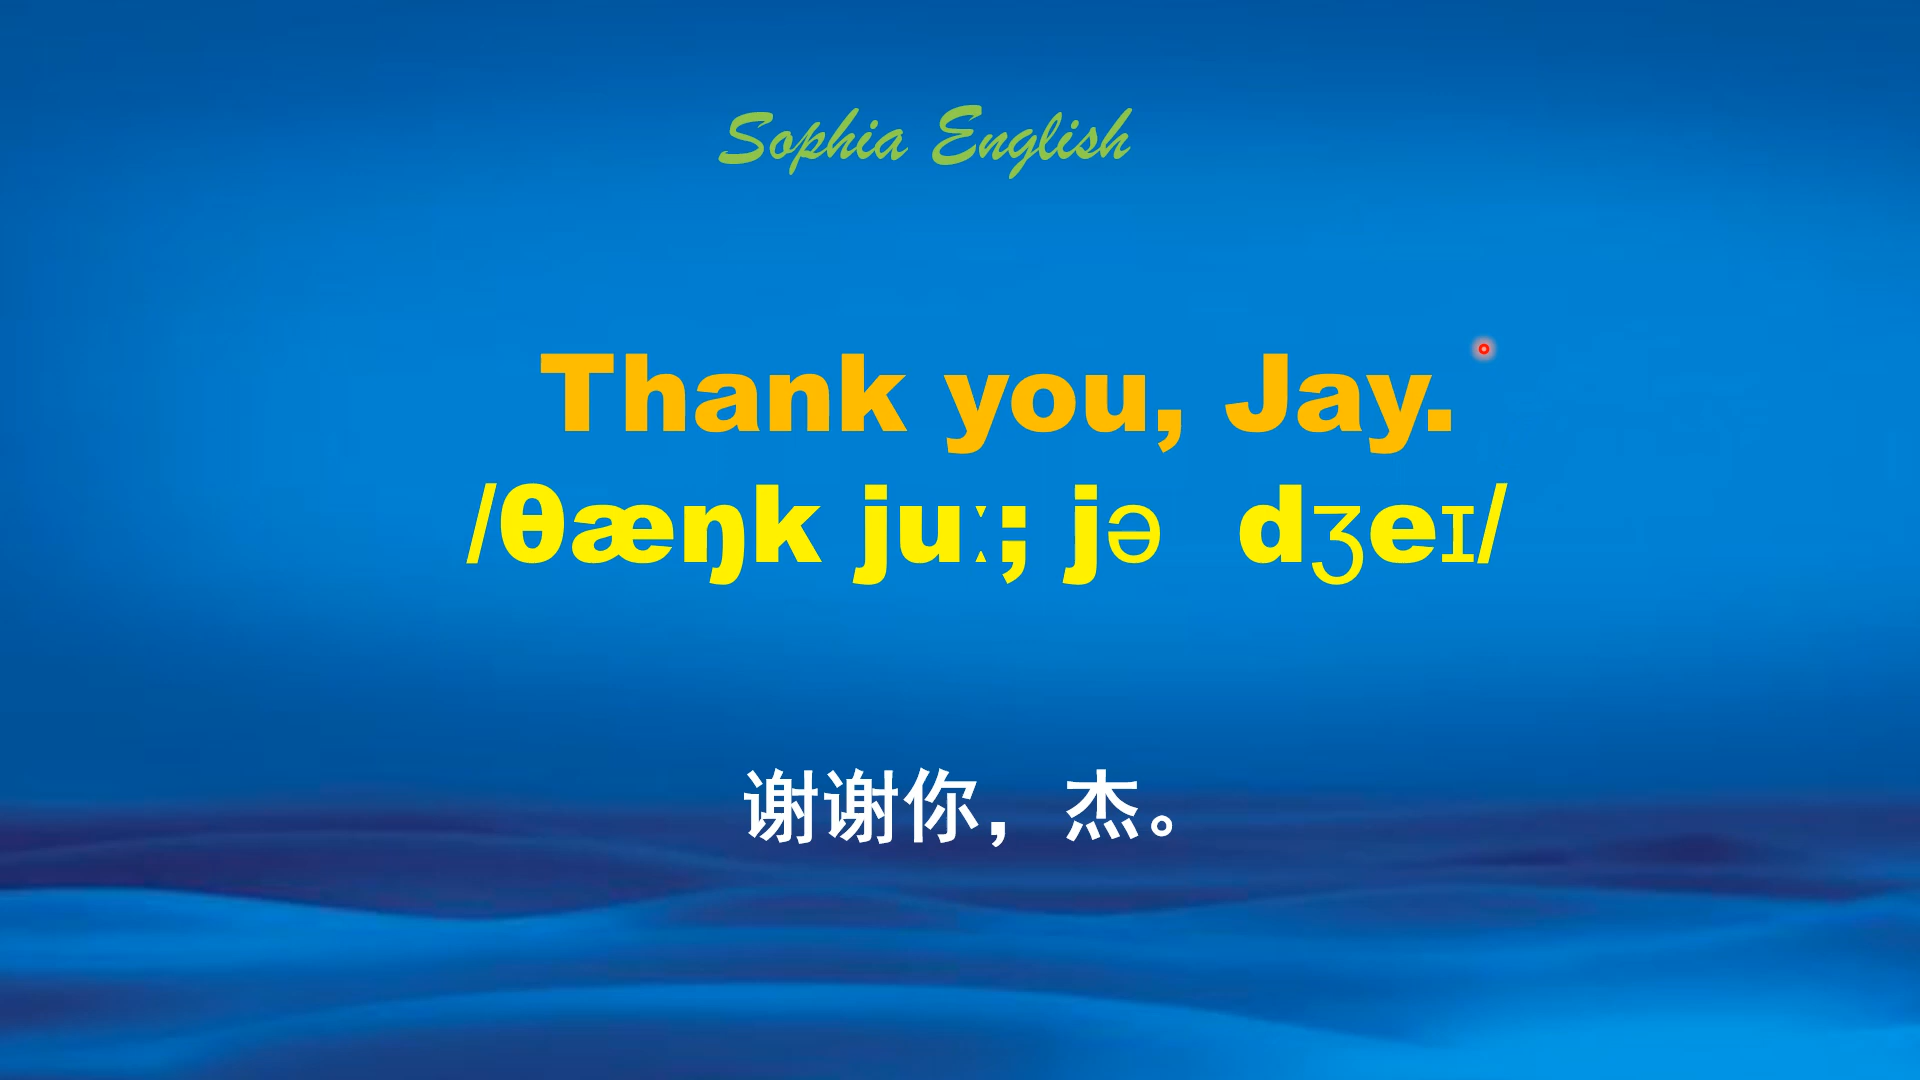 Sophia English
Thank you, Jay.
/θæŋk juː; jə dʒeɪ/
谢谢你，杰。